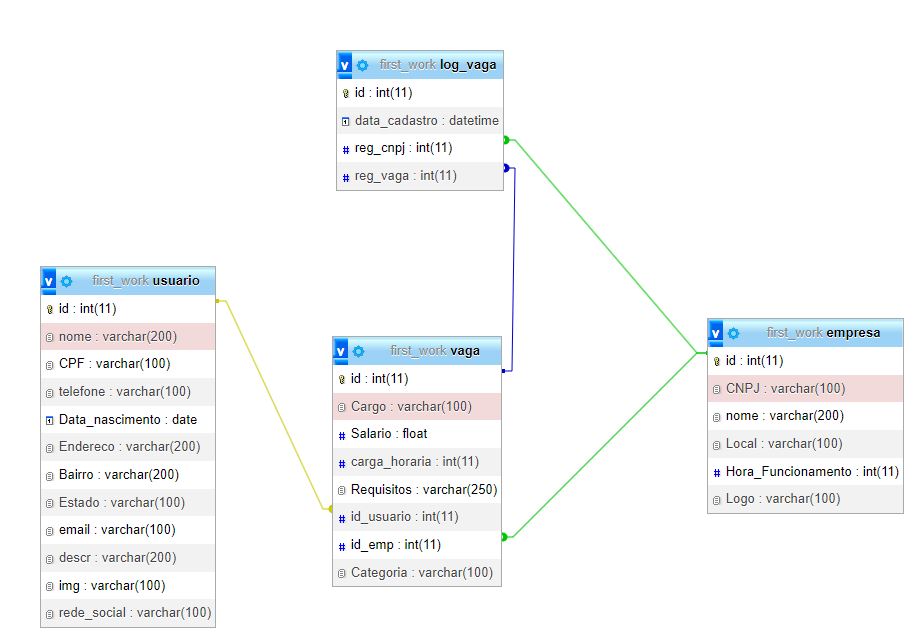 first_work log_vaga
id : int(11)
data_cadastro : datetime
reg_cnpj : int(11)
reg_vaga : int(11)
first_work usuario
id : int(11)
nome : varchar(200)
CPF : varchar(100)
telefone : varchar(100)
Data_nascimento : date
Endereco : varchar(200)
Bairro : varchar(200)
Estado : varchar(100)
email : varchar(100)
descr : varchar(200)
img : varchar(100)
rede_social : varchar(100)
first_work vaga
id : int(11)
Cargo : varchar(100)
Salario : float
carga_horaria : int(11)
Requisitos : varchar(250)
id_usuario : int(11)
id_emp : int(11)
Categoria : varchar(100)
first_work empresa
id : int(11)
CNPJ : varchar(100)
nome : varchar(200)
Local : varchar(100)
Hora_Funcionamento : int(11)
Logo : varchar(100)